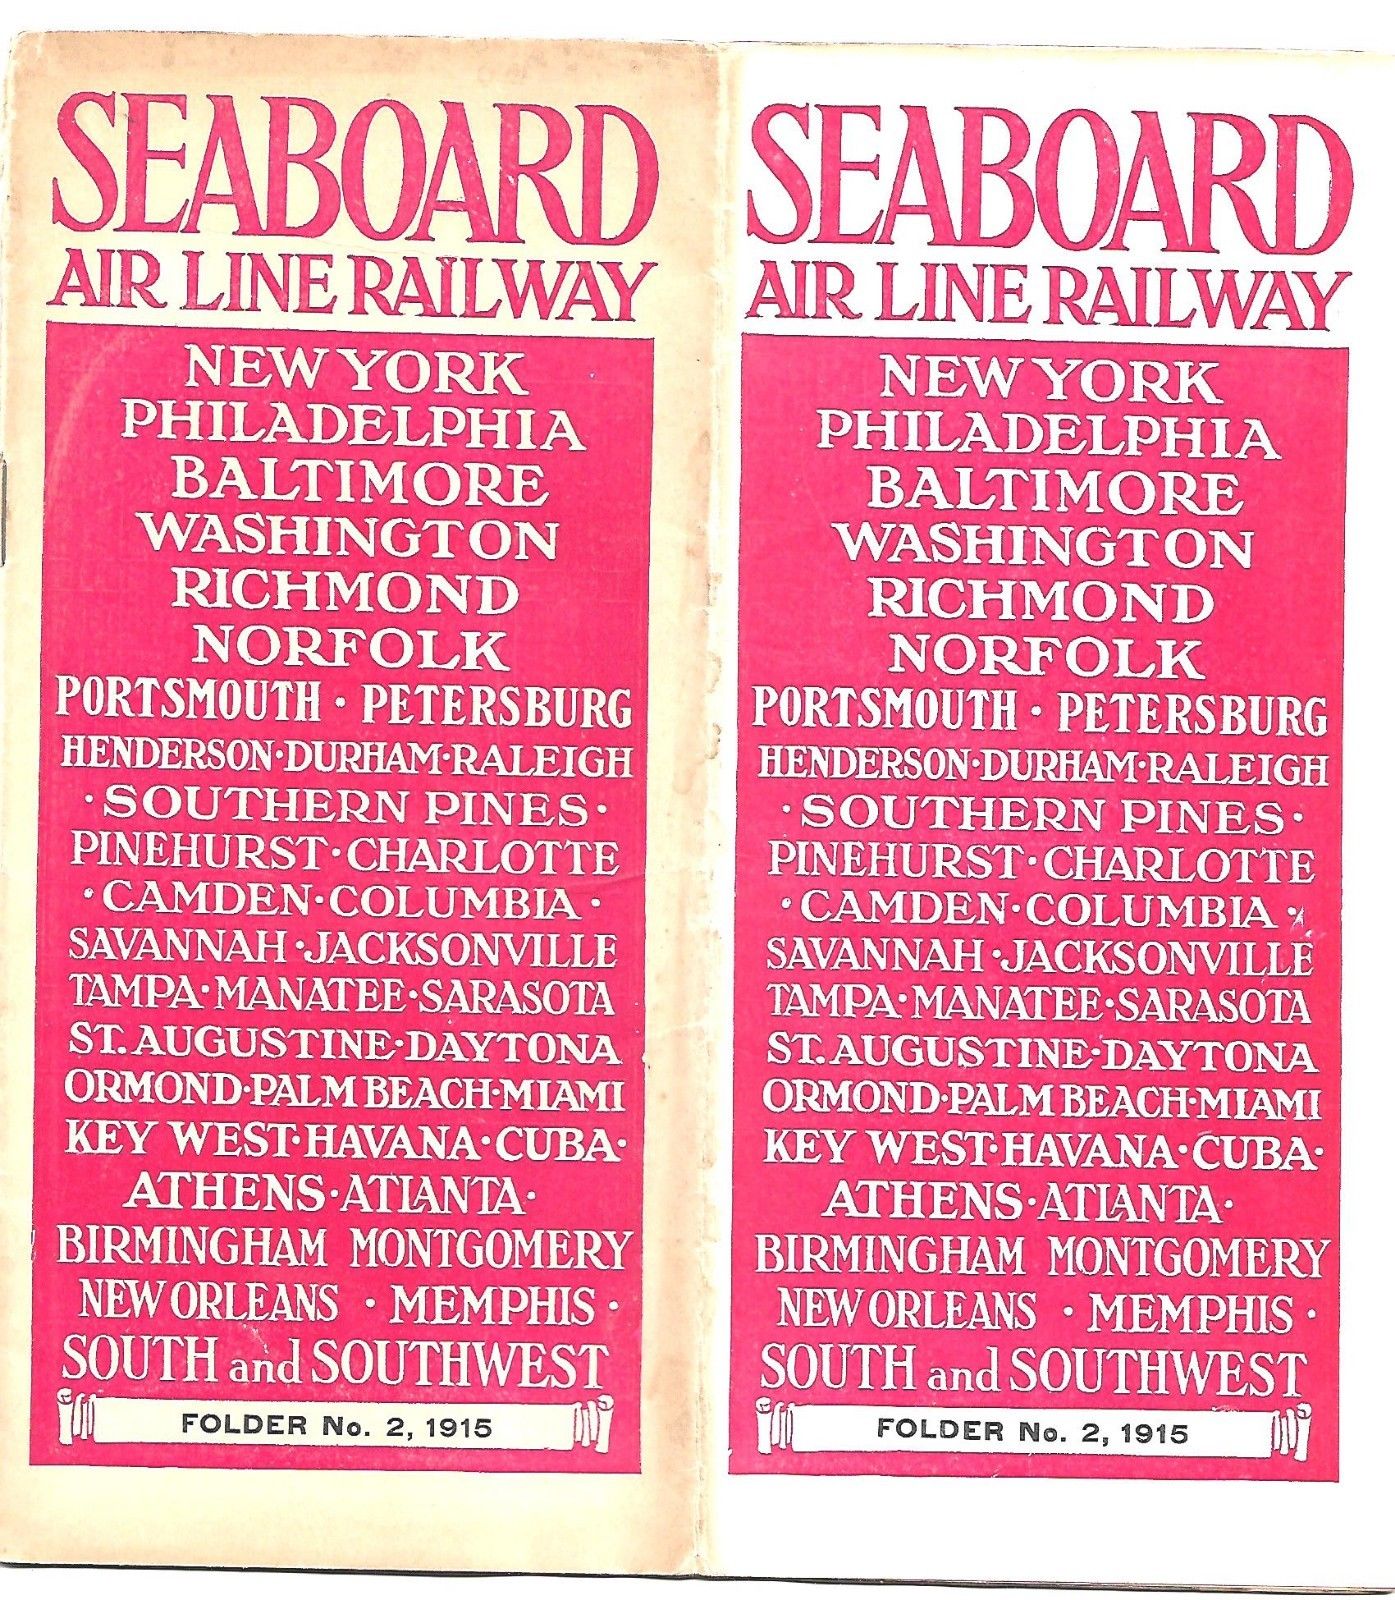 SEABOARD
AIR LINE RAILWAY
NEW YORK
PHILADELPHIA
BALTIMORE
WASHINGTON
RICHMOND
NORFOLK
PORTSMOUTH · PETERSBURG
HENDERSON·DURHAM·RALEIGH
·SOUTHERN PINES·
PINEHURST·CHARLOTTE
·CAMDEN·COLUMBIA·
SAVANNAH·JACKSONVILLE
TAMPA·MANATEE·SARASOTA
ST. AUGUSTINE·DAYTONA
ORMOND·PALM BEACH·MIAMI
KEY WEST·HAVANA·CUBA·
ATHENS·ATLANTA·
BIRMINGHAM MONTGOMERY
NEW ORLEANS · MEMPHIS ·
SOUTH and SOUTHWEST
FOLDER No. 2, 1915
SEABOARD
AIR LINE RAILWAY
NEW YORK
PHILADELPHIA
BALTIMORE
WASHINGTON
RICHMOND
NORFOLK
PORTSMOUTH · PETERSBURG
HENDERSON·DURHAM·RALEIGH
·SOUTHERN PINES·
PINEHURST·CHARLOTTE
·CAMDEN·COLUMBIA·
SAVANNAH·JACKSONVILLE
TAMPA·MANATEE·SARASOTA
ST. AUGUSTINE·DAYTONA
ORMOND·PALM BEACH·MIAMI
KEY WEST·HAVANA·CUBA·
ATHENS·ATLANTA·
BIRMINGHAM MONTGOMERY
NEW ORLEANS · MEMPHIS ·
SOUTH and SOUTHWEST
FOLDER No. 2, 1915